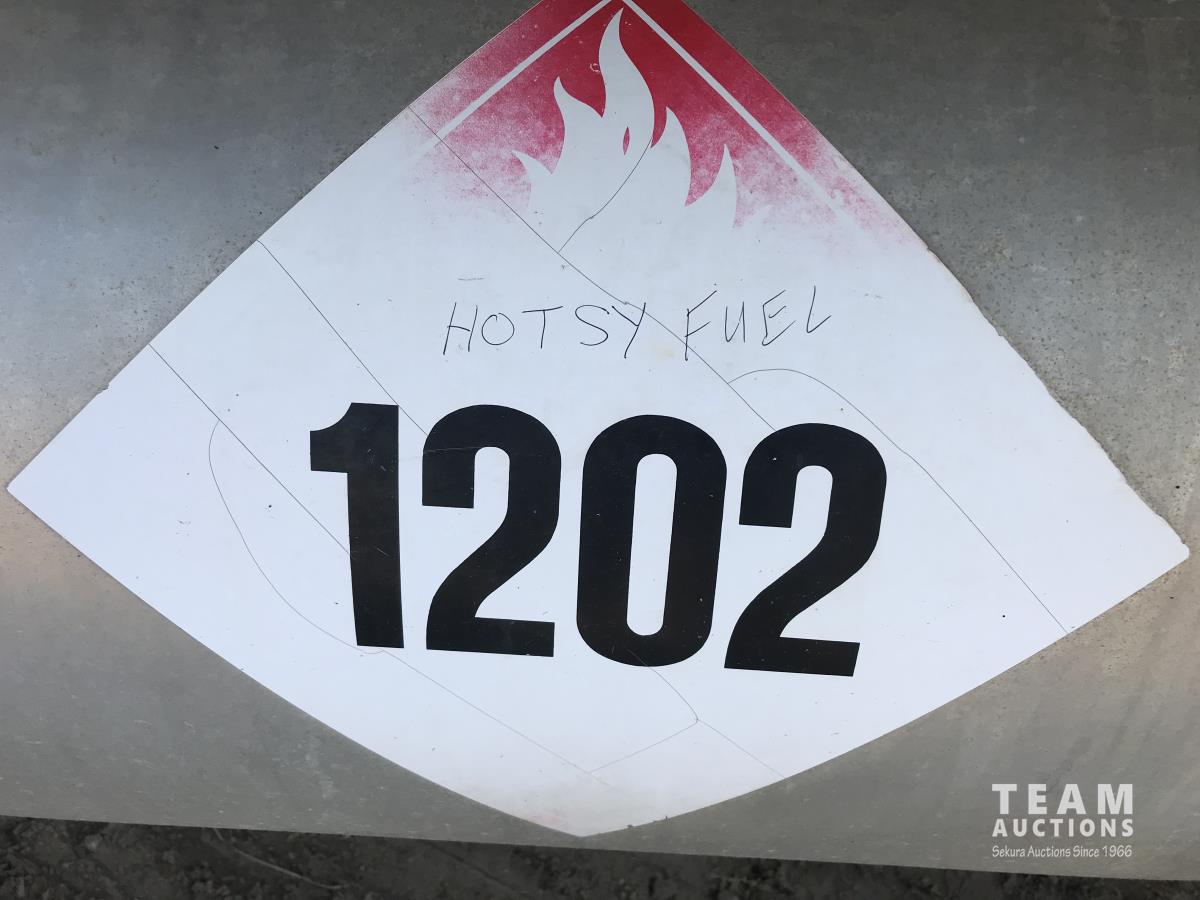 HOTSY FUEL
1202
TEAM
AUCTIONS
Sekura Auctions Since 1966